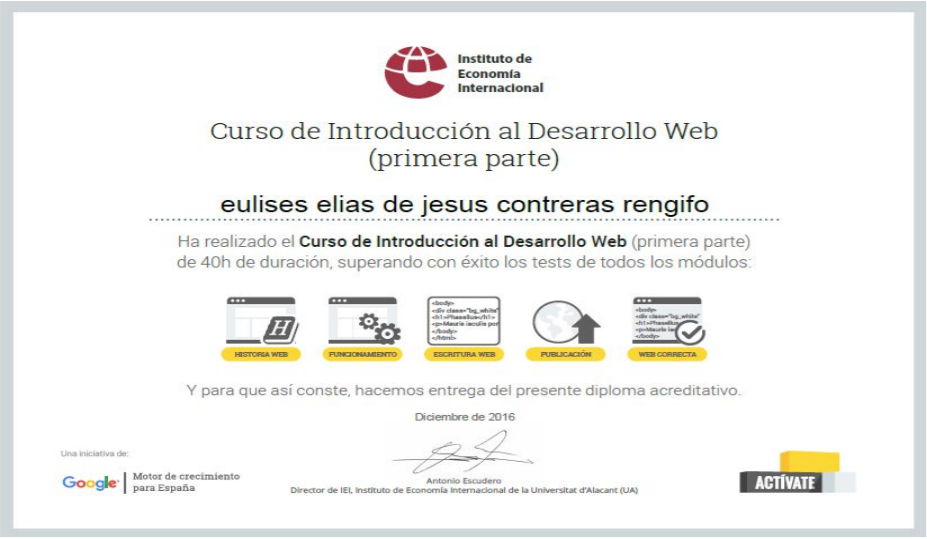 Instituto de
Economía
Internacional
Curso de Introducción al Desarrollo Web
(primera parte)
eulises elias de jesus contreras rengifo
Ha realizado el Curso de Introducción al Desarrollo Web (primera parte)
de 40h de duración, superando con éxito los tests de todos los módulos:
H
<body>
<div class="bg_white"
<h1>Phasellus</h1>
<p>Mauris iaculis por
</body>
</html>
<body>
<div class="bg_white"
<h1>Phasellus
<p>Mauris iac
</body>
HISTORIA WEB
FUNCIONAMIENTO
ESCRITURA WEB
PUBLICACIÓN
WEB CORRECTA
Y para que así conste, hacemos entrega del presente diploma acreditativo.
Diciembre de 2016
Una iniciativa de:
Google
Motor de crecimiento
para España
Antonio Escudero
Director de IEI, Instituto de Economía Internacional de la Universitat d'Alacant (UA)
ACTÍVATE